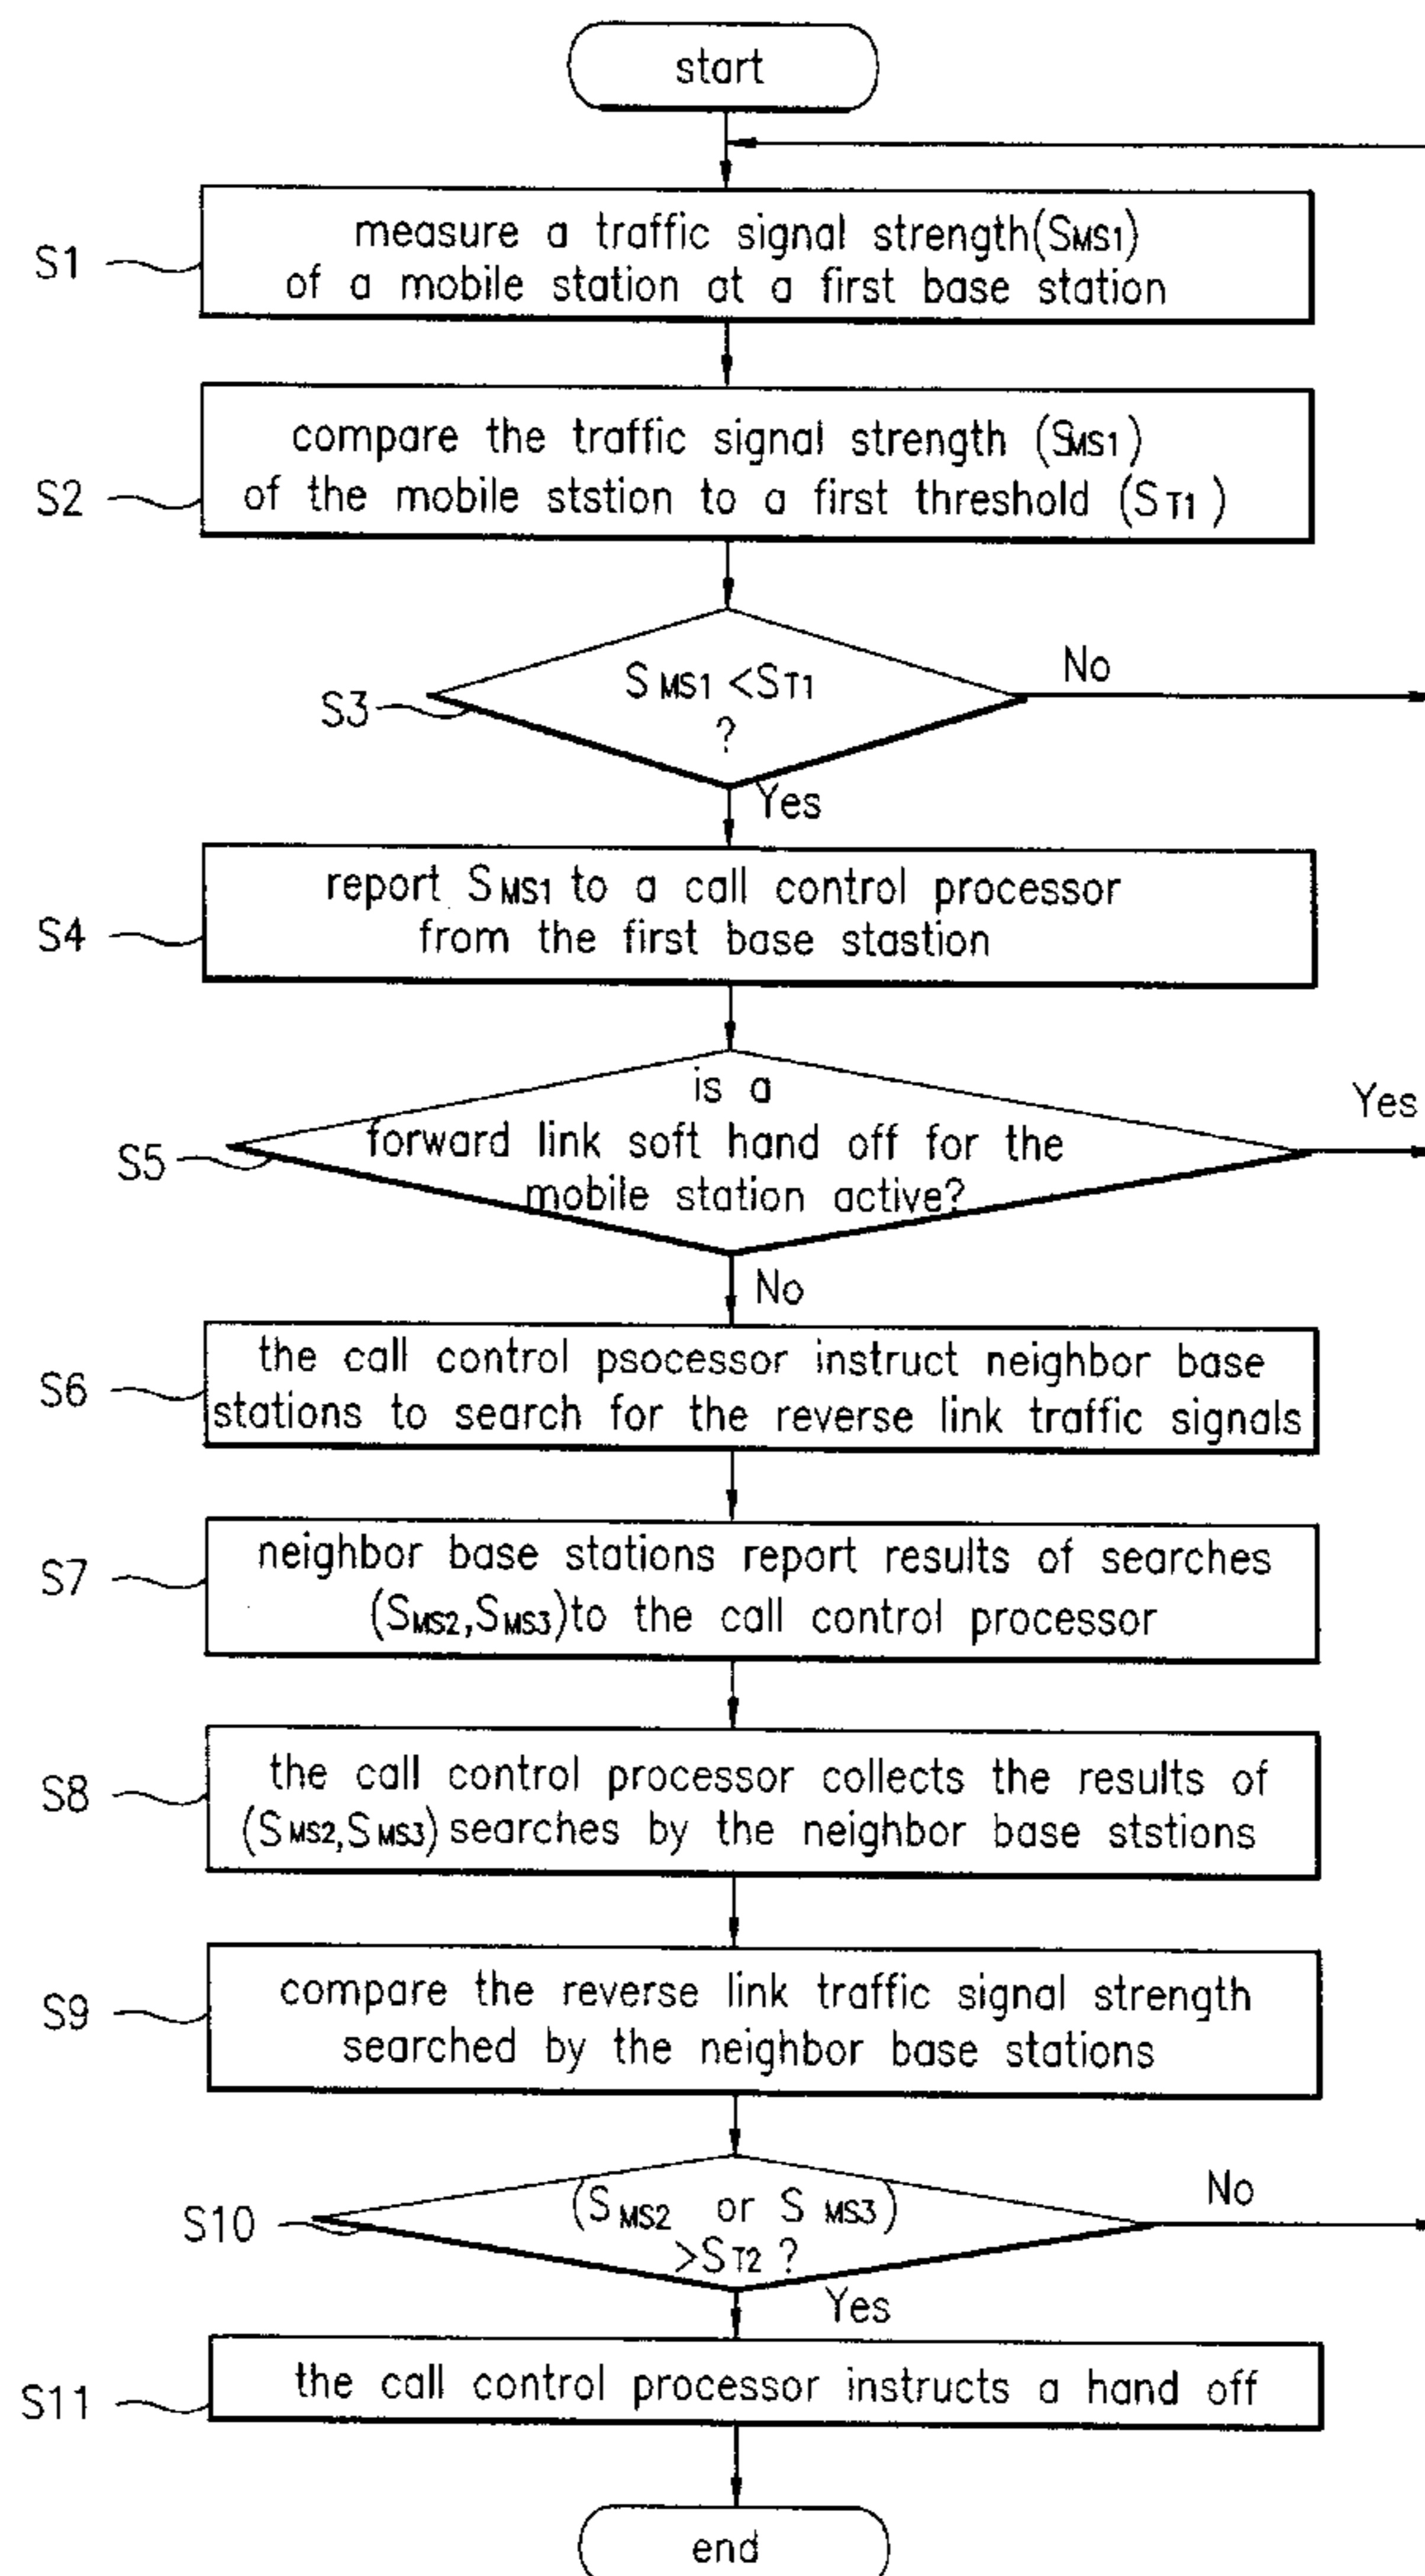 start
S1
measure a traffic signal strength(SMS1)
of a mobile station at a first base station
S2
compare the traffic signal strength (SMS1)
of the mobile ststion to a first threshold (ST1)
S3
SMS1 <ST1
?
No
Yes
S4
report SMS1 to a call control processor
from the first base stastion
S5
is a
forward link soft hand off for the
mobile station active?
Yes
No
S6
the call control psocessor instruct neighbor base
stations to search for the reverse link traffic signals
S7
neighbor base stations report results of searches
(SMS2,SMS3)to the call control processor
S8
the call control processor collects the results of
(SMS2,SMS3) searches by the neighbor base ststions
S9
compare the reverse link traffic signal strength
searched by the neighbor base stations
S10
(SMS2 or SMS3)
>ST2 ?
No
Yes
S11
the call control processor instructs a hand off
end